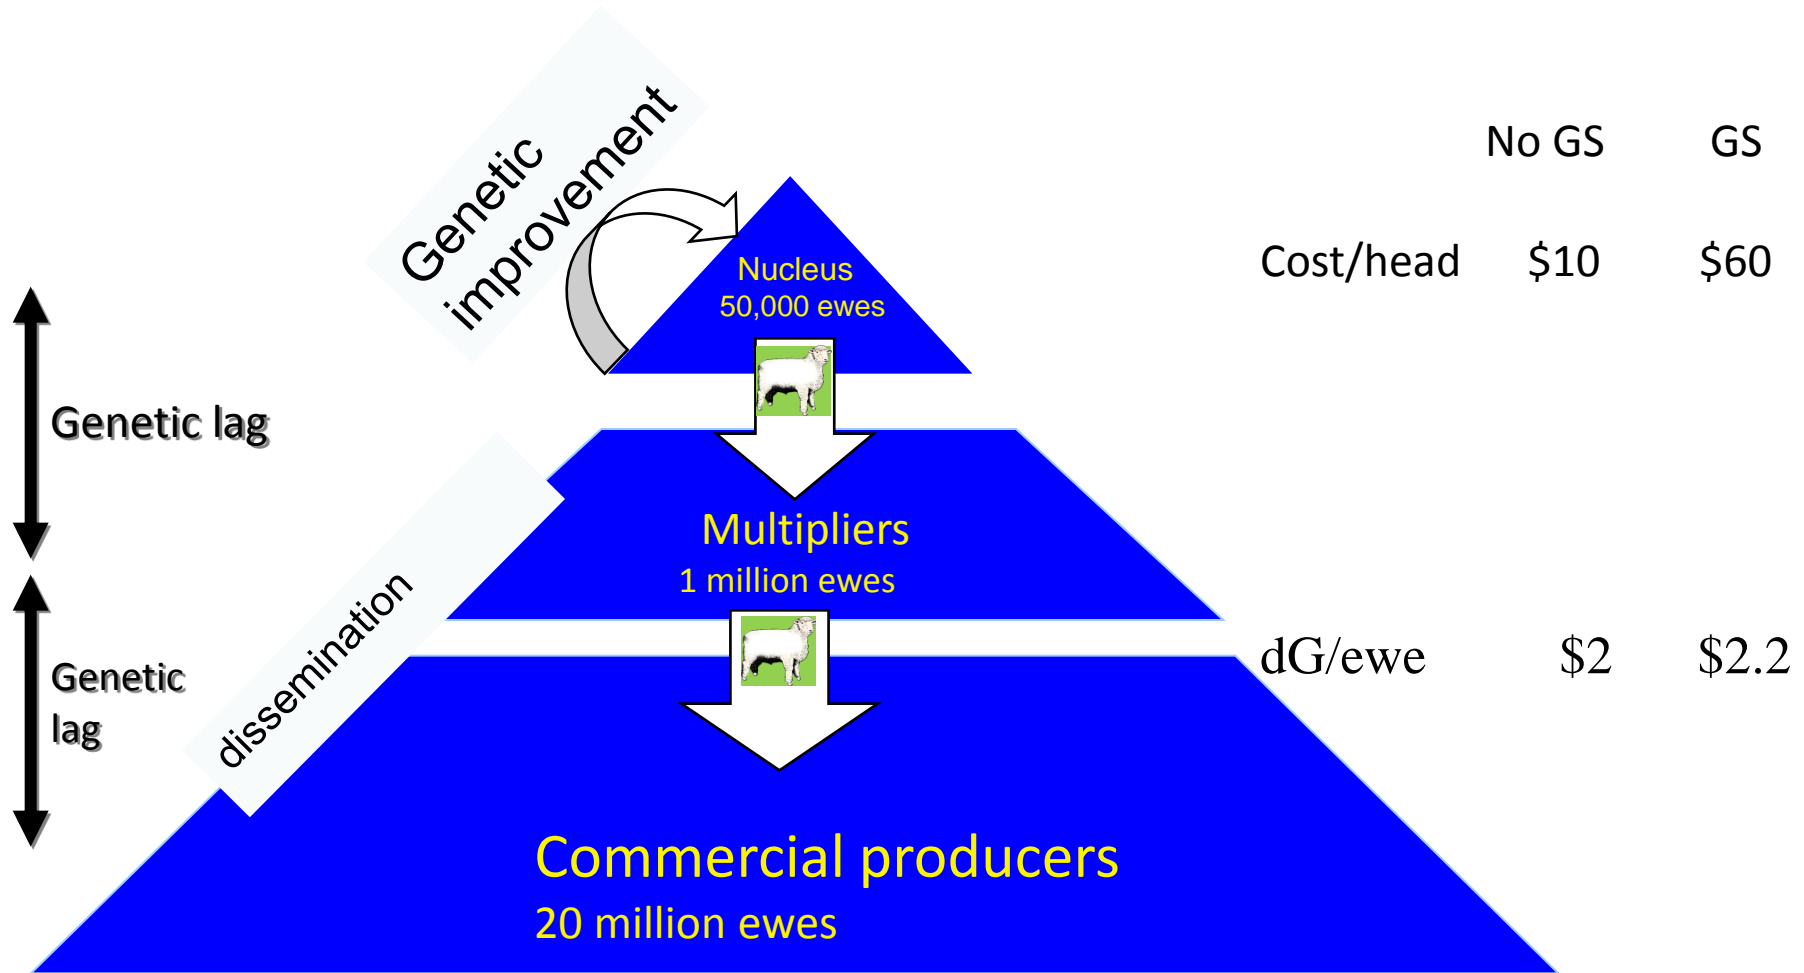 Genetic
improvement
No GS GS
Cost/head $10 $60
Nucleus
50,000 ewes
Genetic lag
Multipliers
1 million ewes
dissemination
Genetic
lag
dG/ewe $2 $2.2
Commercial producers
20 million ewes